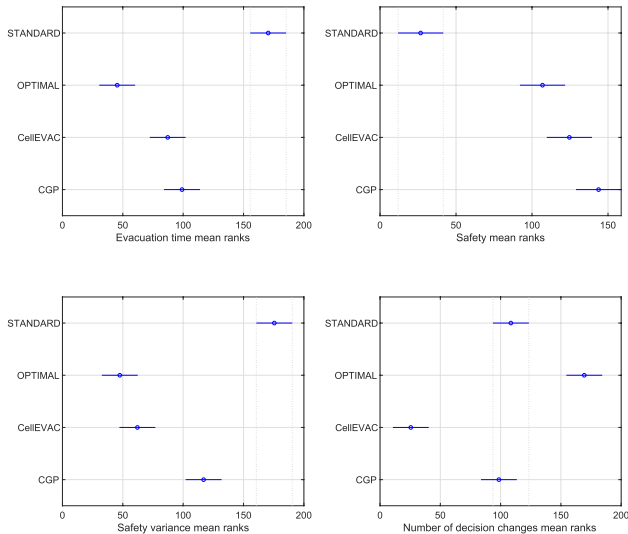 STANDARD
OPTIMAL
CellEVAC
CGP
0 50 100 150 200
Evacuation time mean ranks
STANDARD
OPTIMAL
CellEVAC
CGP
0 50 100 150
Safety mean ranks
STANDARD
OPTIMAL
CellEVAC
CGP
0 50 100 150 200
Safety variance mean ranks
STANDARD
OPTIMAL
CellEVAC
CGP
0 50 100 150 200
Number of decision changes mean ranks